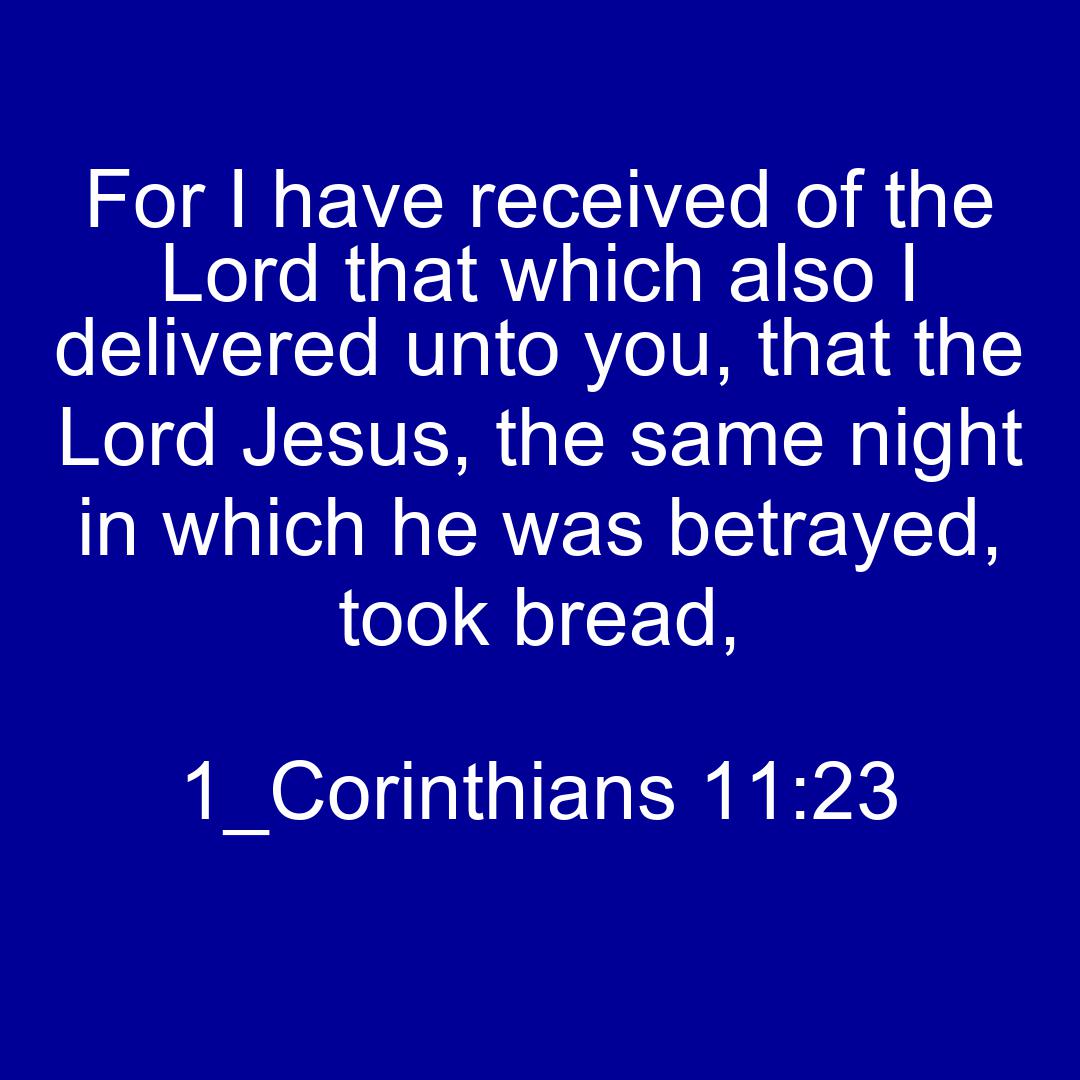 For I have received of the
Lord that which also I
delivered unto you, that the
Lord Jesus, the same night
in which he was betrayed,
took bread,
1_Corinthians 11:23